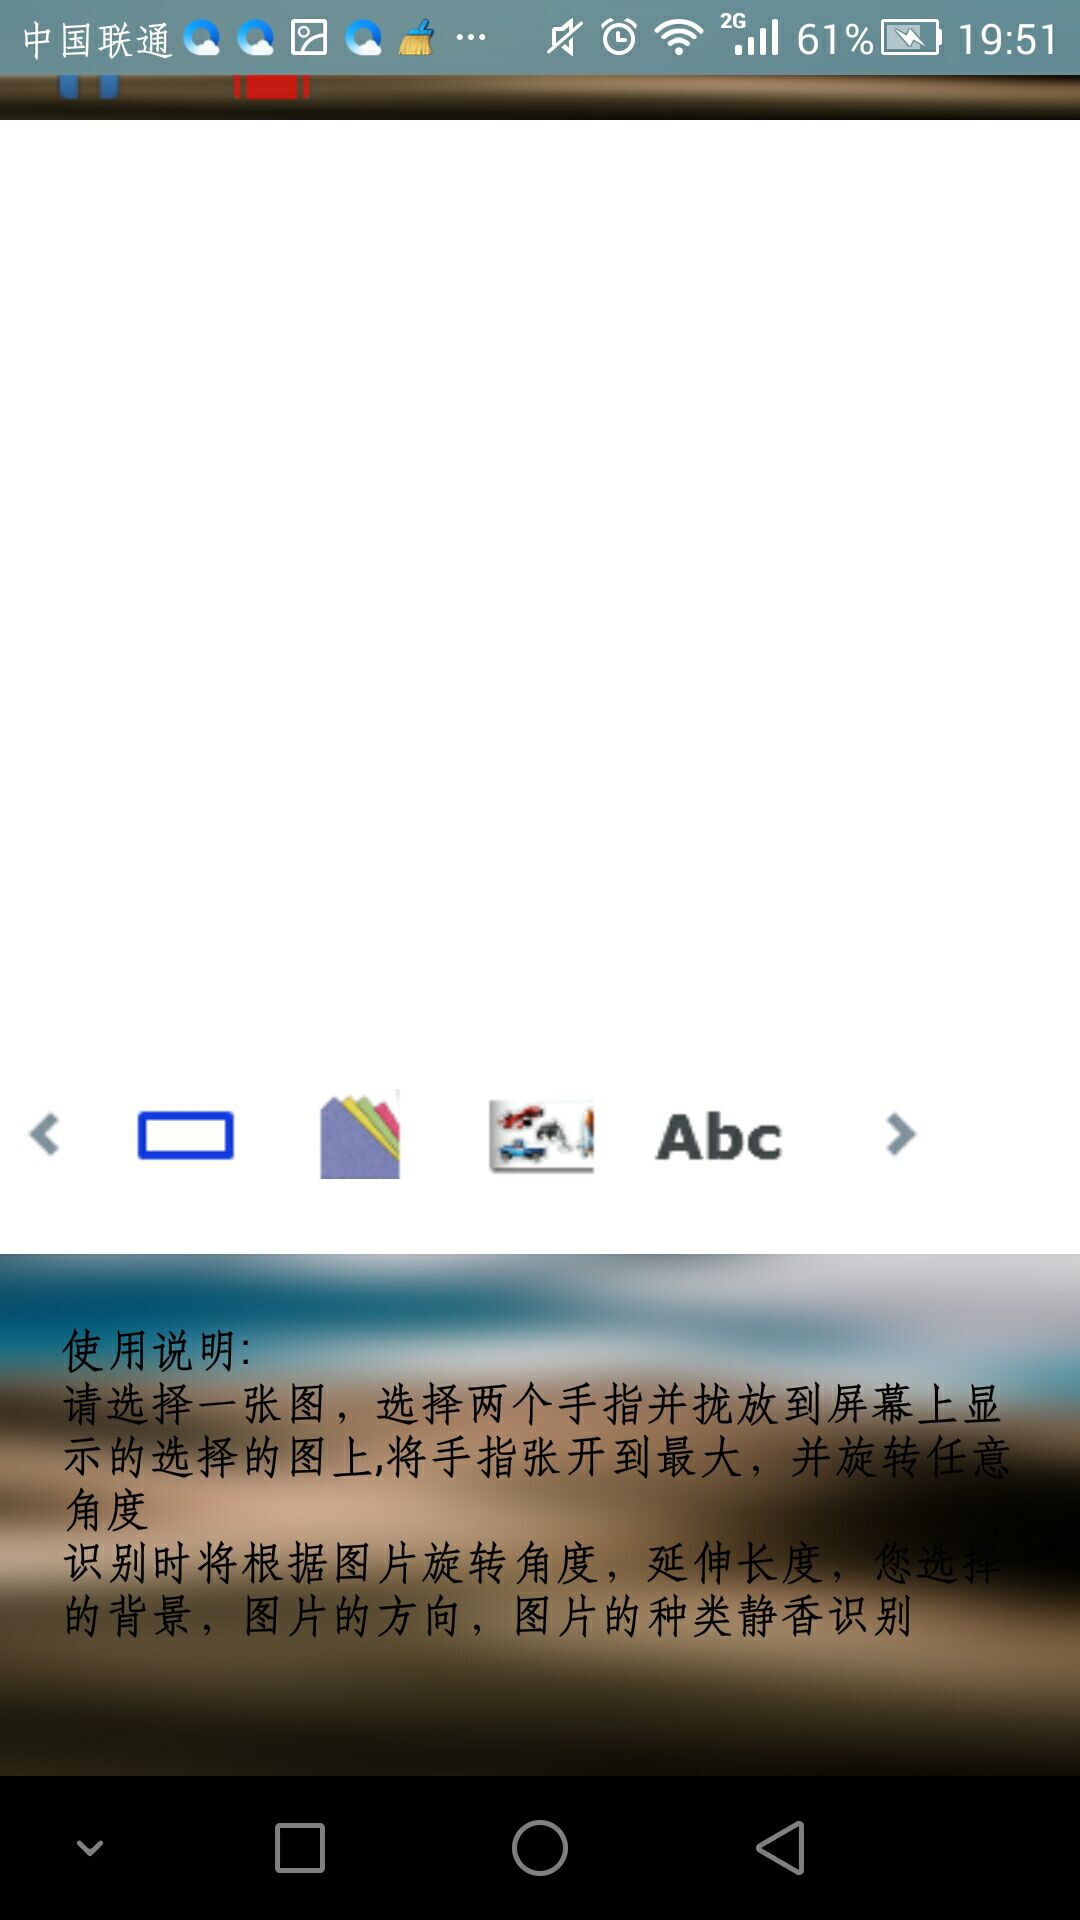 中国联通 2G 61% 19:51
Abc
使用说明:
请选择一张图，选择两个手指并拢放到屏幕上显
示的选择的图上,将手指张开到最大，并旋转任意
角度
识别时将根据图片旋转角度，延伸长度，您选择
的背景，图片的方向，图片的种类静香识别